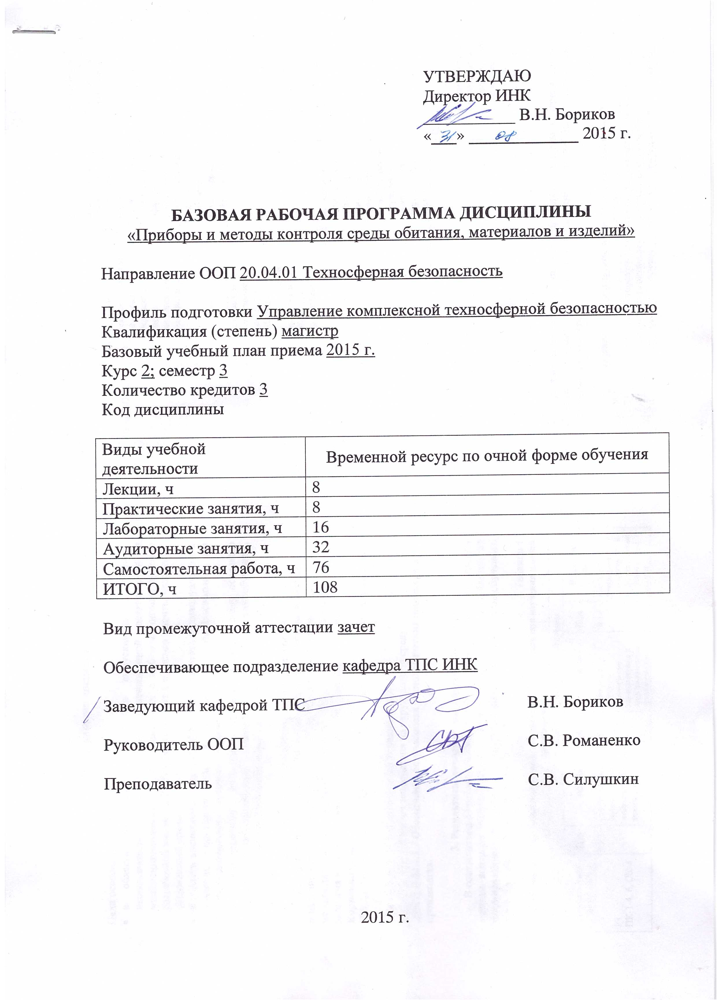 УТВЕРЖДАЮ
Директор ИНК
В.Н. Бориков
« 31 » 08 2015 г.
БАЗОВАЯ РАБОЧАЯ ПРОГРАММА ДИСЦИПЛИНЫ
«Приборы и методы контроля среды обитания, материалов и изделий»
Направление ООП 20.04.01 Техносферная безопасность
Профиль подготовки Управление комплексной техносферной безопасностью
Квалификация (степень) магистр
Базовый учебный план приема 2015 г.
Курс 2; семестр 3
Количество кредитов 3
Код дисциплины
Виды учебной деятельности Временной ресурс по очной форме обучения
Лекции, ч 8
Практические занятия, ч 8
Лабораторные занятия, ч 16
Аудиторные занятия, ч 32
Самостоятельная работа, ч 76
ИТОГО, ч 108
Вид промежуточной аттестации зачет
Обеспечивающее подразделение кафедра ТПС ИНК
Заведующий кафедрой ТПС В.Н. Бориков
Руководитель ООП С.В. Романенко
Преподаватель С.В. Силушкин
2015 г.